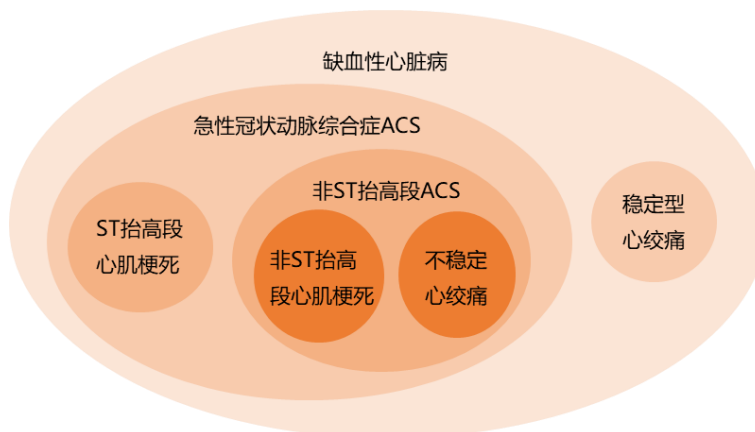 缺血性心脏病
急性冠状动脉综合症ACS
非ST抬高段ACS
ST抬高段
心肌梗死
非ST抬高
段心肌梗死
不稳定
心绞痛
稳定型
心绞痛